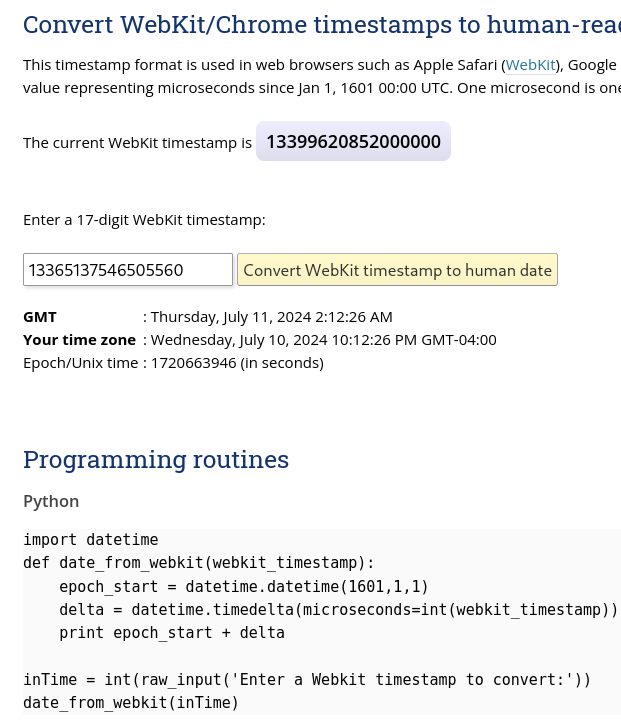 Convert WebKit/Chrome timestamps to human-rea
This timestamp format is used in web browsers such as Apple Safari (WebKit), Google
value representing microseconds since Jan 1, 1601 00:00 UTC. One microsecond is one
The current WebKit timestamp is 13399620852000000
Enter a 17-digit WebKit timestamp:
13365137546505560 Convert WebKit timestamp to human date
GMT : Thursday, July 11, 2024 2:12:26 AM
Your time zone : Wednesday, July 10, 2024 10:12:26 PM GMT-04:00
Epoch/Unix time : 1720663946 (in seconds)
Programming routines
Python
import datetime
def date_from_webkit(webkit_timestamp):
    epoch_start = datetime.datetime(1601,1,1)
    delta = datetime.timedelta(microseconds=int(webkit_timestamp))
    print epoch_start + delta
inTime = int(raw_input('Enter a Webkit timestamp to convert:'))
date_from_webkit(inTime)